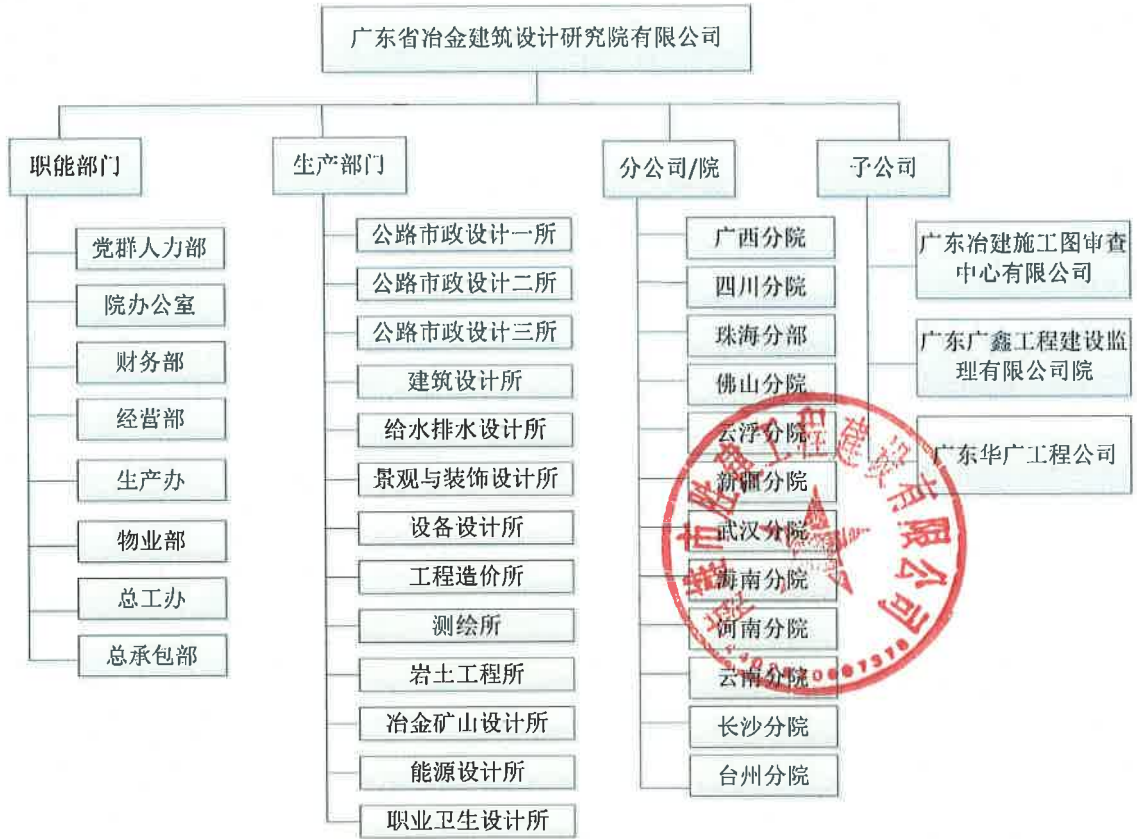 广东省冶金建筑设计研究院有限公司
职能部门
生产部门
分公司/院
子公司
党群人力部
院办公室
财务部
经营部
生产办
物业部
总工办
总承包部
公路市政设计一所
公路市政设计二所
公路市政设计三所
建筑设计所
给水排水设计所
景观与装饰设计所
设备设计所
工程造价所
测绘所
岩土工程所
冶金矿山设计所
能源设计所
职业卫生设计所
广西分院
四川分院
珠海分部
佛山分院
云浮分院
新疆分院
武汉分院
海南分院
河南分院
云南分院
长沙分院
台州分院
广东冶建施工图审查
中心有限公司
广东广鑫工程建设监
理有限公司院
广东华广工程公司
市胜建工程建设有限公司